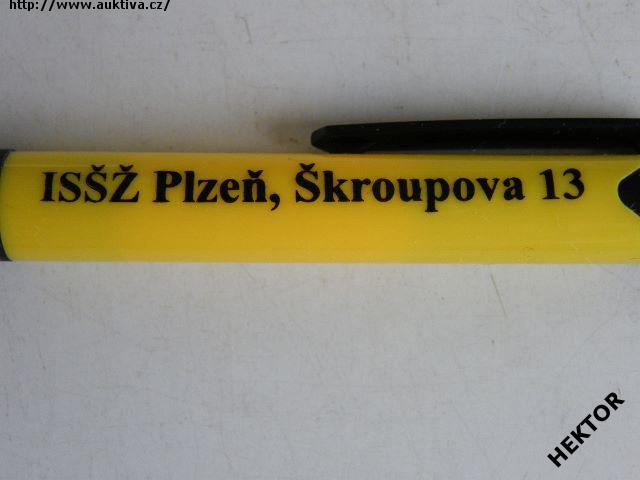 http://www.auktiva.cz/
ISŠŽ Plzeň, Škroupova 13
HEKTOR